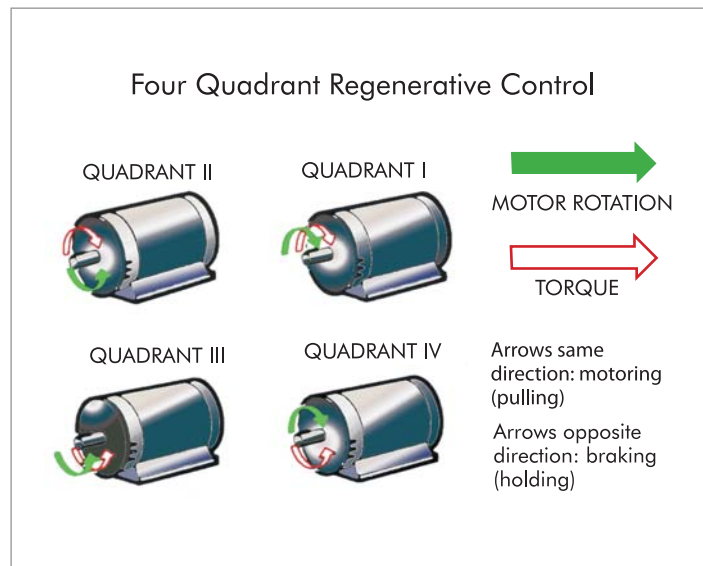 Four Quadrant Regenerative Control
QUADRANT II
QUADRANT I
MOTOR ROTATION
TORQUE
QUADRANT III
QUADRANT IV
Arrows same
direction: motoring
(pulling)
Arrows opposite
direction: braking
(holding)